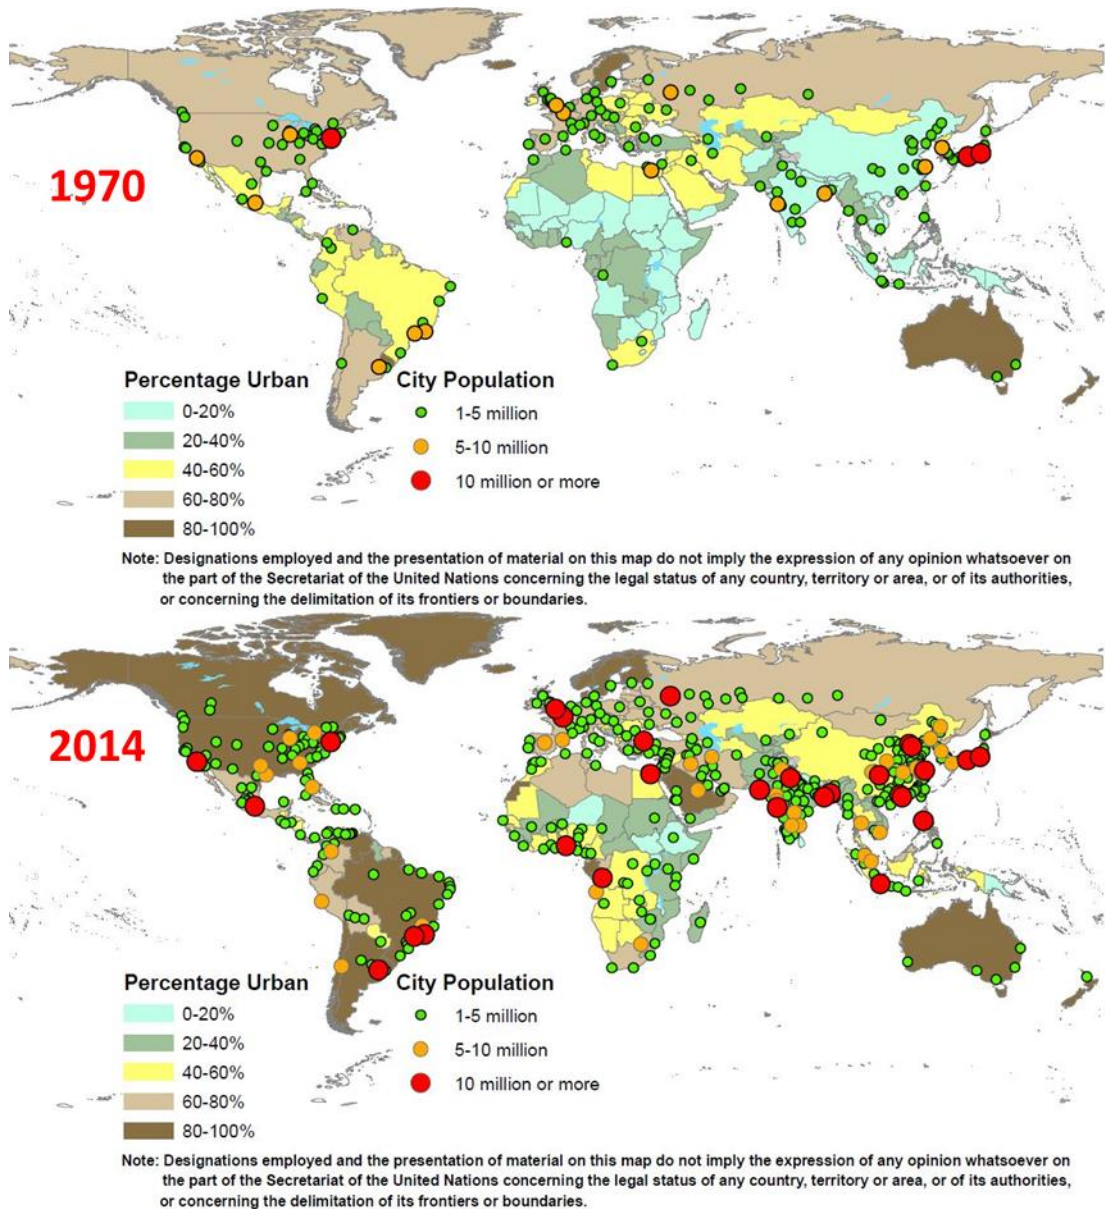 1970
Percentage Urban
0-20%
20-40%
40-60%
60-80%
80-100%
City Population
1-5 million
5-10 million
10 million or more
Note: Designations employed and the presentation of material on this map do not imply the expression of any opinion whatsoever on
the part of the Secretariat of the United Nations concerning the legal status of any country, territory or area, or of its authorities,
or concerning the delimitation of its frontiers or boundaries.
2014
Percentage Urban
0-20%
20-40%
40-60%
60-80%
80-100%
City Population
1-5 million
5-10 million
10 million or more
Note: Designations employed and the presentation of material on this map do not imply the expression of any opinion whatsoever on
the part of the Secretariat of the United Nations concerning the legal status of any country, territory or area, or of its authorities,
or concerning the delimitation of its frontiers or boundaries.